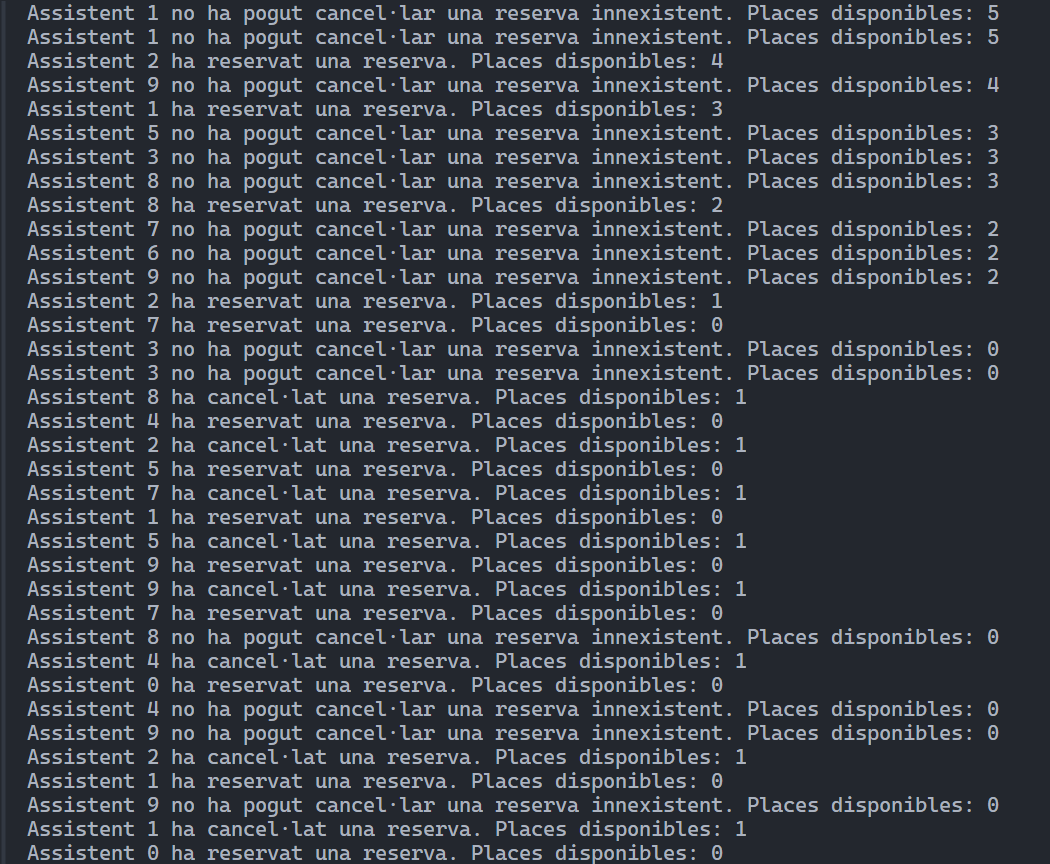 Assistent 1 no ha pogut cancel·lar una reserva innexistent. Places disponibles: 5
Assistent 1 no ha pogut cancel·lar una reserva innexistent. Places disponibles: 5
Assistent 2 ha reservat una reserva. Places disponibles: 4
Assistent 9 no ha pogut cancel·lar una reserva innexistent. Places disponibles: 4
Assistent 1 ha reservat una reserva. Places disponibles: 3
Assistent 5 no ha pogut cancel·lar una reserva innexistent. Places disponibles: 3
Assistent 3 no ha pogut cancel·lar una reserva innexistent. Places disponibles: 3
Assistent 8 no ha pogut cancel·lar una reserva innexistent. Places disponibles: 3
Assistent 8 ha reservat una reserva. Places disponibles: 2
Assistent 7 no ha pogut cancel·lar una reserva innexistent. Places disponibles: 2
Assistent 6 no ha pogut cancel·lar una reserva innexistent. Places disponibles: 2
Assistent 9 no ha pogut cancel·lar una reserva innexistent. Places disponibles: 2
Assistent 2 ha reservat una reserva. Places disponibles: 1
Assistent 7 ha reservat una reserva. Places disponibles: 0
Assistent 3 no ha pogut cancel·lar una reserva innexistent. Places disponibles: 0
Assistent 3 no ha pogut cancel·lar una reserva innexistent. Places disponibles: 0
Assistent 8 ha cancel·lat una reserva. Places disponibles: 1
Assistent 4 ha reservat una reserva. Places disponibles: 0
Assistent 2 ha cancel·lat una reserva. Places disponibles: 1
Assistent 5 ha reservat una reserva. Places disponibles: 0
Assistent 7 ha cancel·lat una reserva. Places disponibles: 1
Assistent 1 ha reservat una reserva. Places disponibles: 0
Assistent 5 ha cancel·lat una reserva. Places disponibles: 1
Assistent 9 ha reservat una reserva. Places disponibles: 0
Assistent 9 ha cancel·lat una reserva. Places disponibles: 1
Assistent 7 ha reservat una reserva. Places disponibles: 0
Assistent 8 no ha pogut cancel·lar una reserva innexistent. Places disponibles: 0
Assistent 4 ha cancel·lat una reserva. Places disponibles: 1
Assistent 0 ha reservat una reserva. Places disponibles: 0
Assistent 4 no ha pogut cancel·lar una reserva innexistent. Places disponibles: 0
Assistent 9 no ha pogut cancel·lar una reserva innexistent. Places disponibles: 0
Assistent 2 ha cancel·lat una reserva. Places disponibles: 1
Assistent 1 ha reservat una reserva. Places disponibles: 0
Assistent 9 no ha pogut cancel·lar una reserva innexistent. Places disponibles: 0
Assistent 1 ha cancel·lat una reserva. Places disponibles: 1
Assistent 0 ha reservat una reserva. Places disponibles: 0